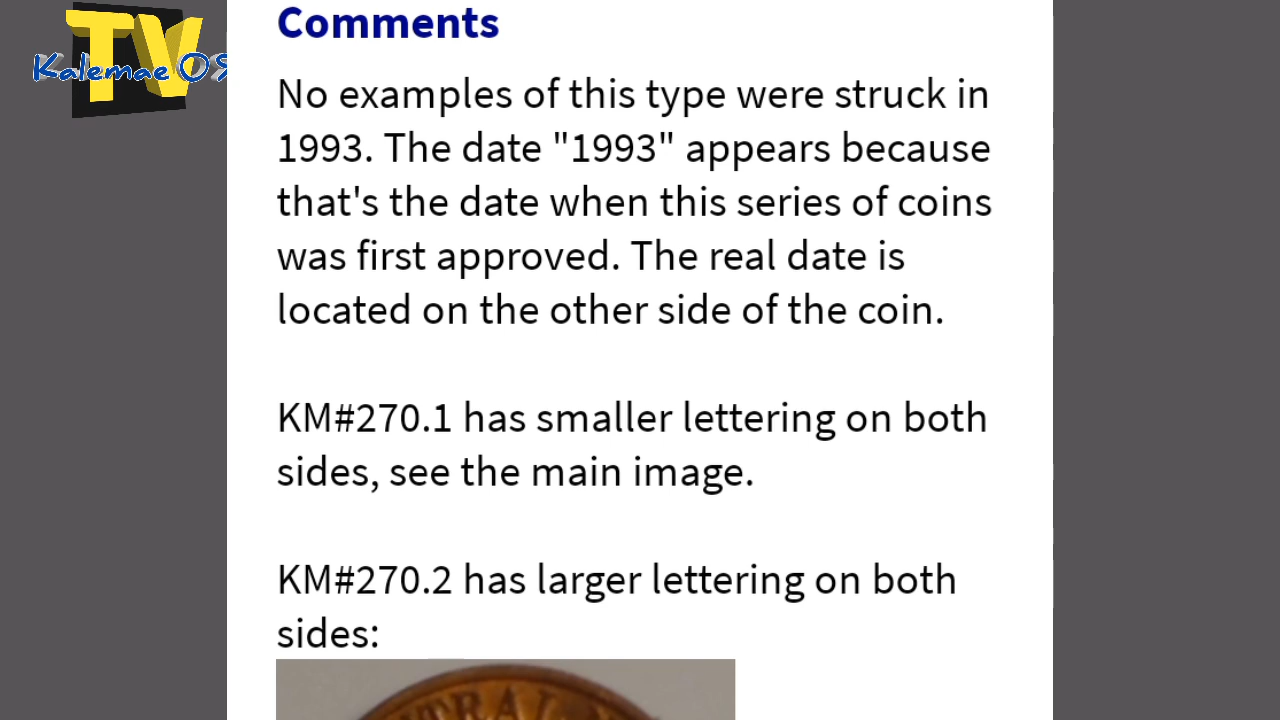 TV
Kalemae OS
Comments
No examples of this type were struck in
1993. The date "1993" appears because
that's the date when this series of coins
was first approved. The real date is
located on the other side of the coin.
KM#270.1 has smaller lettering on both
sides, see the main image.
KM#270.2 has larger lettering on both
sides: